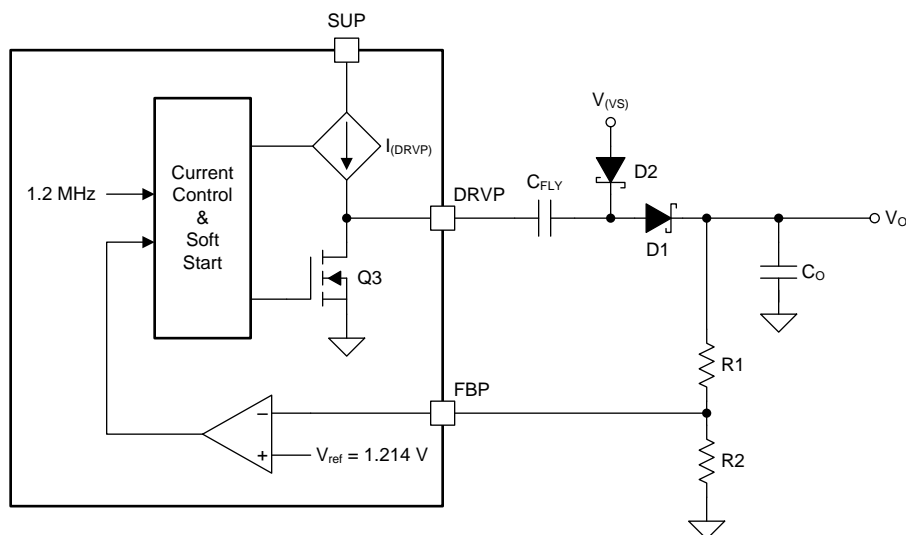 SUP
V(VS)
I(DRVP)
Current
Control
&
Soft
Start
1.2 MHz
DRVP
CFLY
D2
D1
VO
CO
Q3
R1
FBP
Vref = 1.214 V
R2